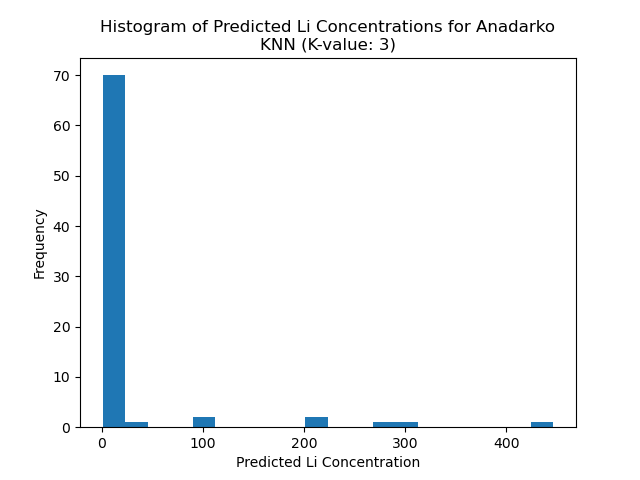 Histogram of Predicted Li Concentrations for Anadarko
KNN (K-value: 3)
70
60
50
40
30
20
10
0
Frequency
0 100 200 300 400
Predicted Li Concentration